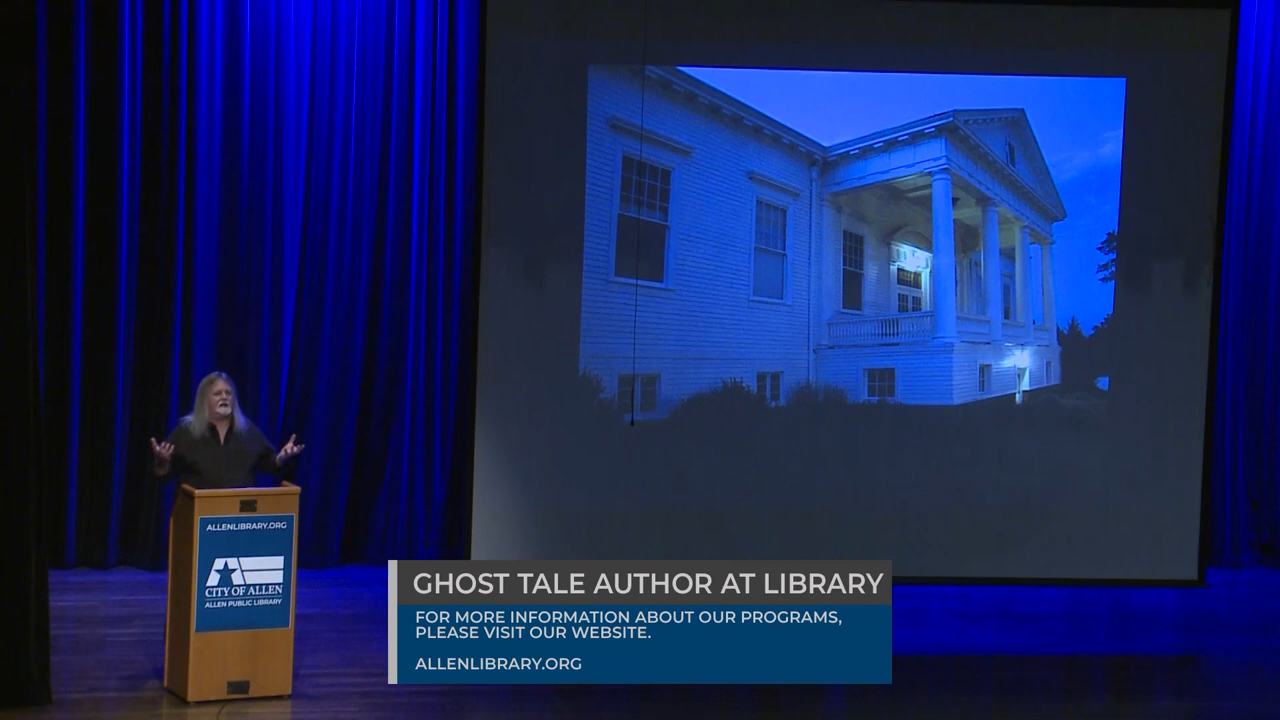 ALLENLIBRARY.ORG
CITY OF ALLEN
ALLEN PUBLIC LIBRARY
GHOST TALE AUTHOR AT LIBRARY
FOR MORE INFORMATION ABOUT OUR PROGRAMS,
PLEASE VISIT OUR WEBSITE.
ALLENLIBRARY.ORG